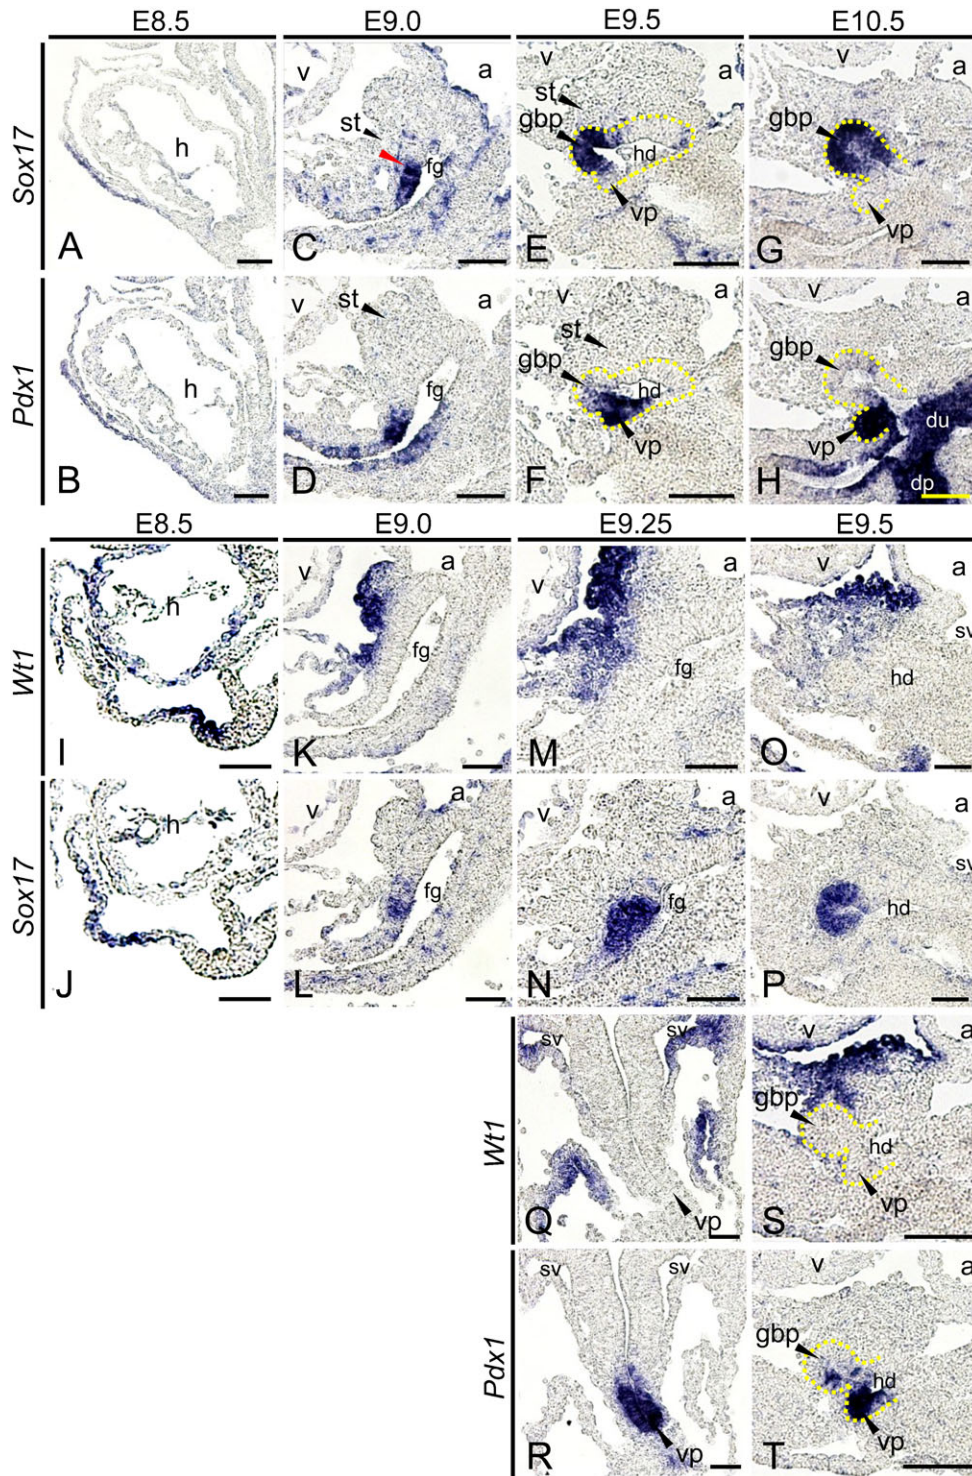 E8.5 E9.0 E9.5 E10.5
Sox17
h
A
v a
st
fg
C
v a
st
gbp
hd
vp
E
v a
gbp
vp
G
Pdx1
h
B
v a
st
fg
D
v a
st
gbp
hd
vp
F
v a
gbp
du
vp
dp
H
E8.5 E9.0 E9.25 E9.5
Wt1
h
I
v a
fg
K
v a
fg
M
v a
sv
hd
O
Sox17
h
J
v a
fg
L
v a
fg
N
v a
sv
hd
P
Wt1
sv sv
vp
Q
v a
gbp
hd
vp
S
Pdx1
sv sv
vp
R
v a
gbp
hd
vp
T